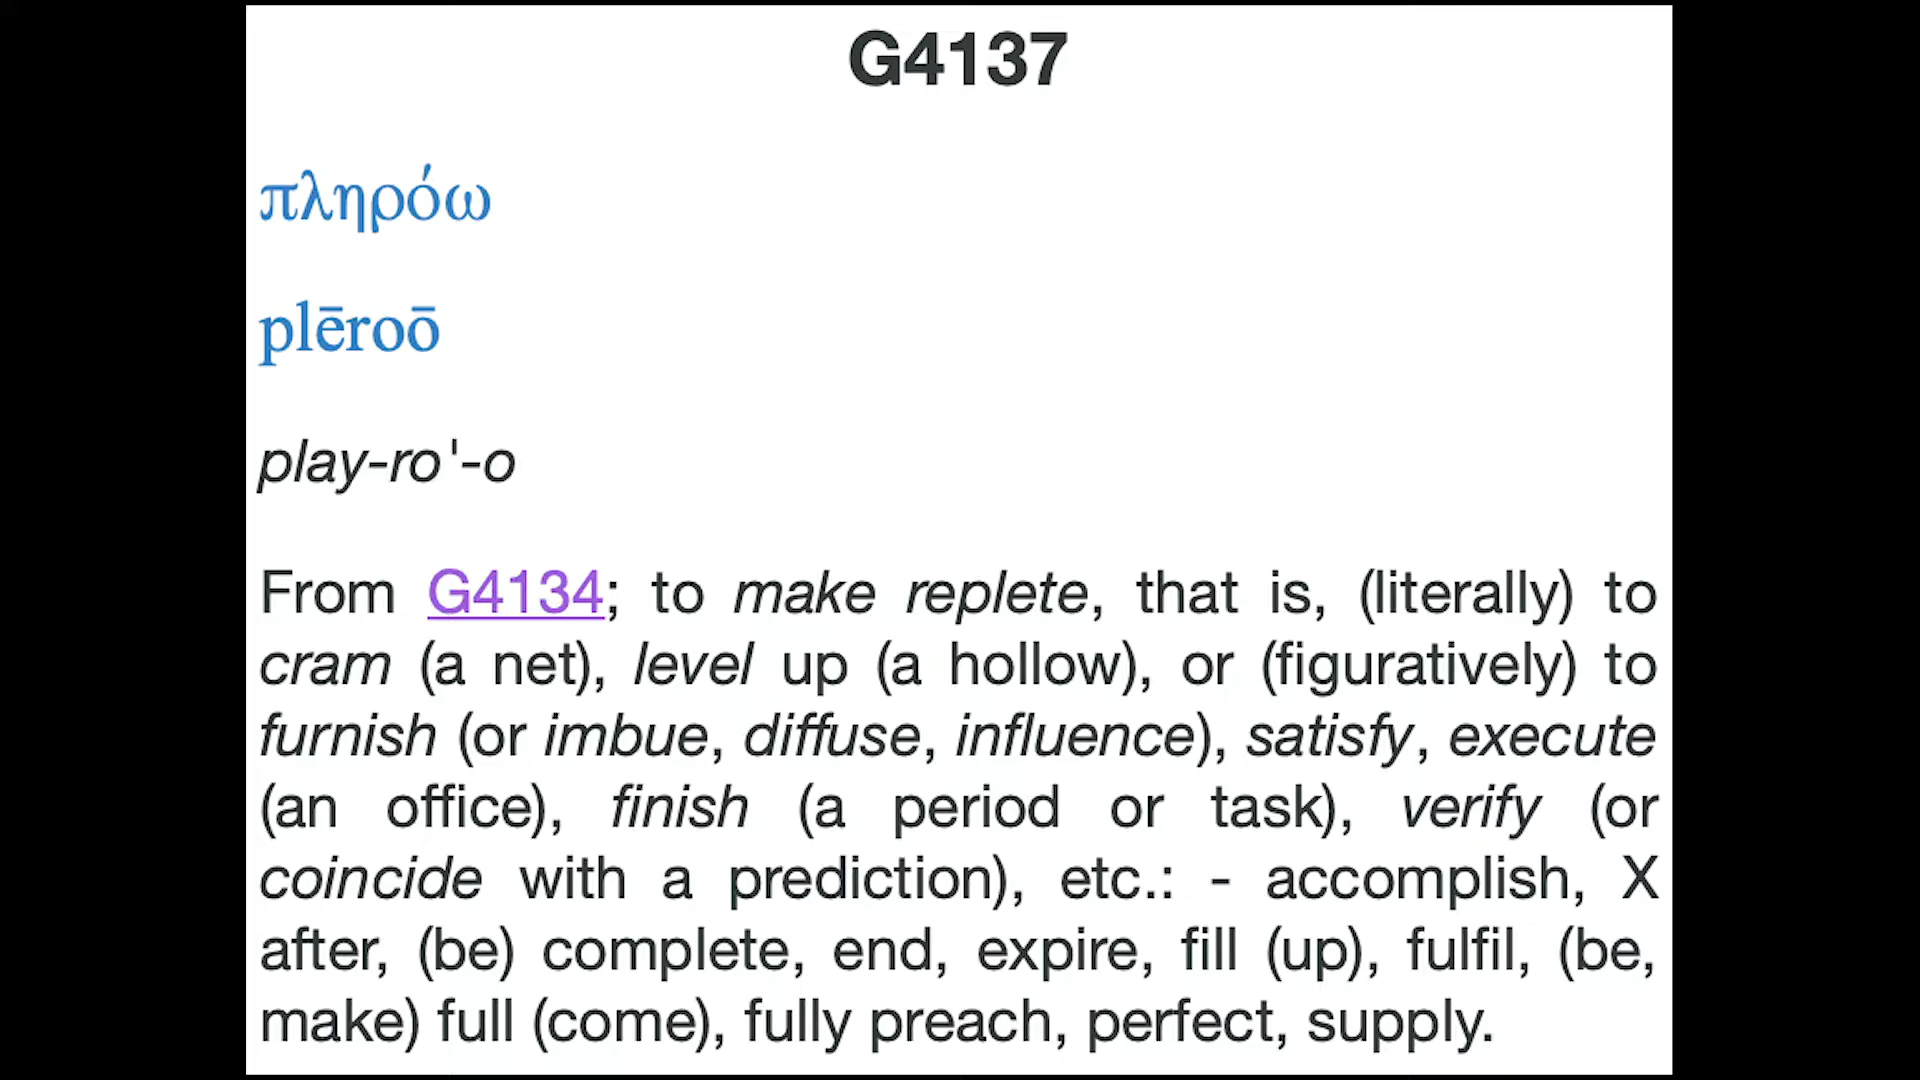 G4137
πληρόω
plēroō
play-ro'-o
From G4134; to make replete, that is, (literally) to
cram (a net), level up (a hollow), or (figuratively) to
furnish (or imbue, diffuse, influence), satisfy, execute
(an office), finish (a period or task), verify (or
coincide with a prediction), etc.: - accomplish, X
after, (be) complete, end, expire, fill (up), fulfil, (be,
make) full (come), fully preach, perfect, supply.